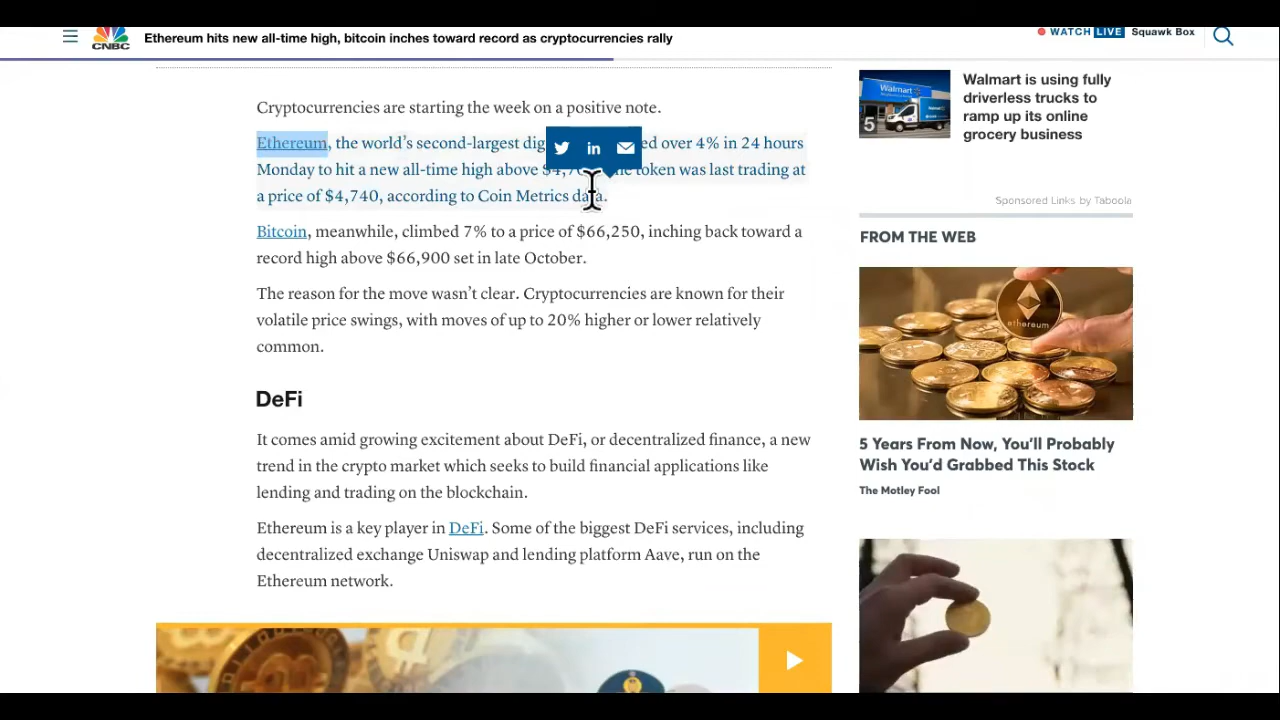 CNBC
Ethereum hits new all-time high, bitcoin inches toward record as cryptocurrencies rally
WATCH LIVE Squawk Box
Cryptocurrencies are starting the week on a positive note.
Ethereum, the world’s second-largest over 4% in 24 hours
Monday to hit a new all-time high above token was last trading at
a price of $4,740, according to Coin Metrics data.
Bitcoin, meanwhile, climbed 7% to a price of $66,250, inching back toward a
record high above $66,900 set in late October.
The reason for the move wasn’t clear. Cryptocurrencies are known for their
volatile price swings, with moves of up to 20% higher or lower relatively
common.
DeFi
It comes amid growing excitement about DeFi, or decentralized finance, a new
trend in the crypto market which seeks to build financial applications like
lending and trading on the blockchain.
Ethereum is a key player in DeFi. Some of the biggest DeFi services, including
decentralized exchange Uniswap and lending platform Aave, run on the
Ethereum network.
Walmart
5
Walmart is using fully
driverless trucks to
ramp up its online
grocery business
Sponsored Links by Taboola
FROM THE WEB
ethereum
5 Years From Now, You’ll Probably
Wish You’d Grabbed This Stock
The Motley Fool